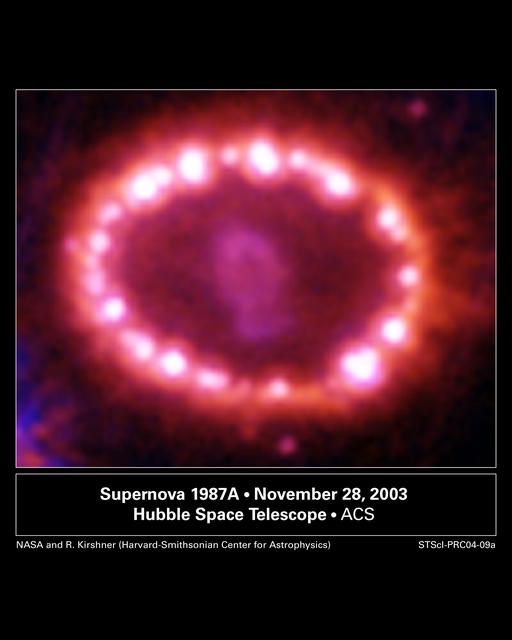 Supernova 1987A • November 28, 2003
Hubble Space Telescope • ACS
NASA and R. Kirshner (Harvard-Smithsonian Center for Astrophysics)
STScI-PRC04-09a